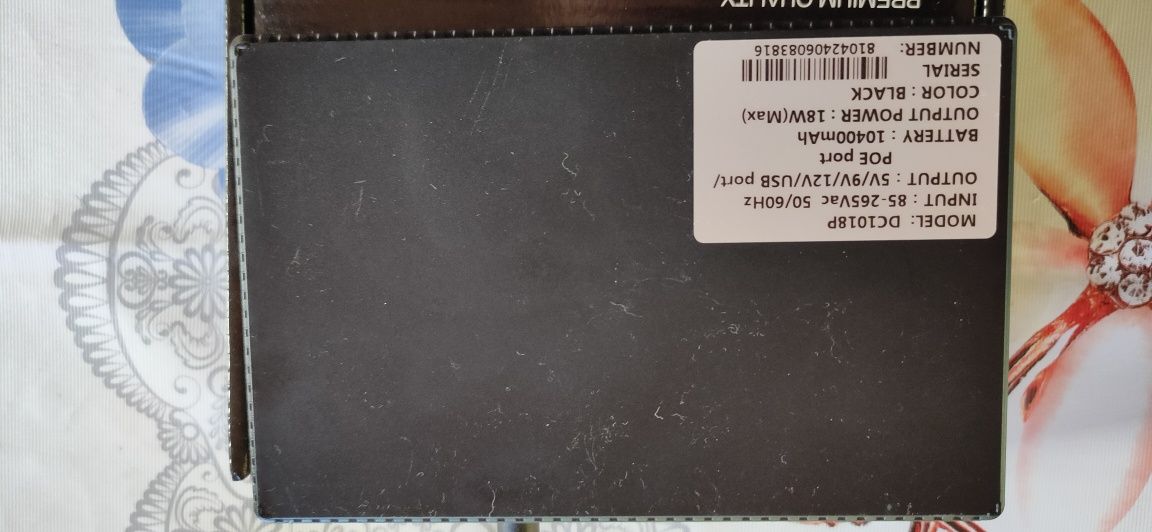 PREMIUM QUALITY
MODEL: DC1018P
INPUT : 85-265Vac 50/60Hz
OUTPUT : 5V/9V/12V/USB port/
POE port
BATTERY : 10400mAh
OUTPUT POWER : 18W(Max)
COLOR : BLACK
SERIAL
NUMBER: 81042406083816